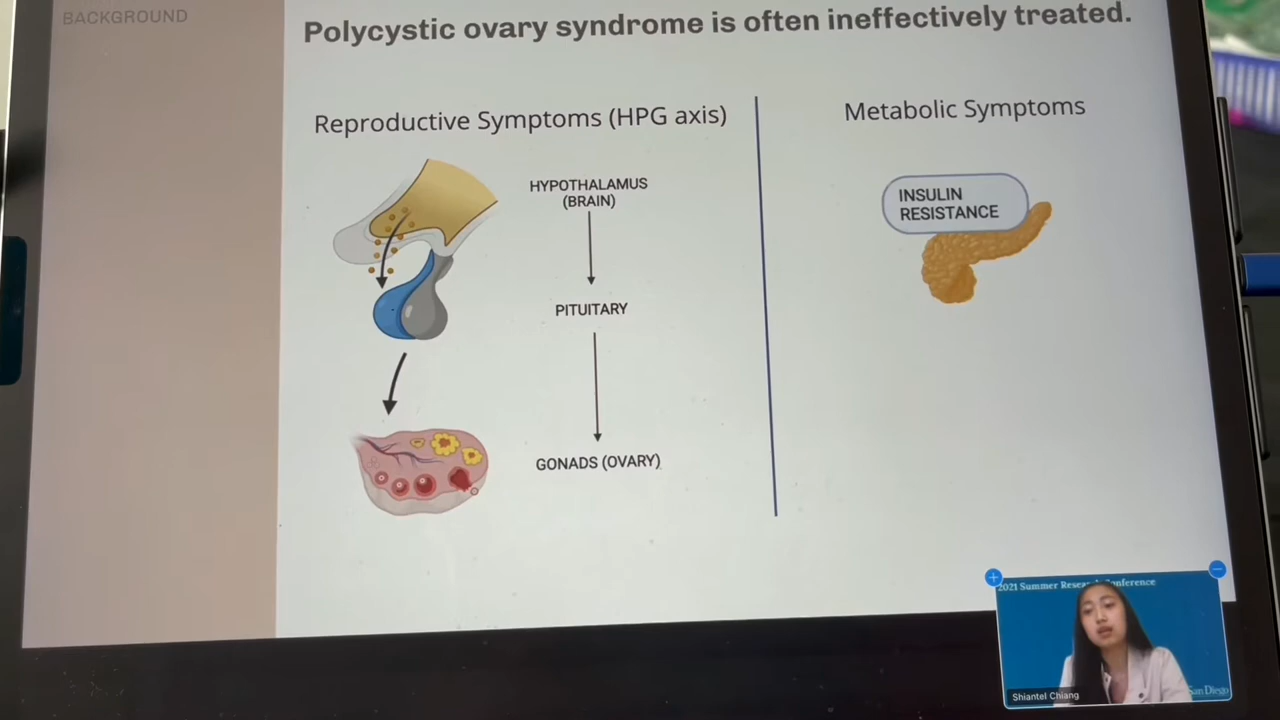 BACKGROUND
Polycystic ovary syndrome is often ineffectively treated.
Reproductive Symptoms (HPG axis)
HYPOTHALAMUS
(BRAIN)
PITUITARY
GONADS (OVARY)
Metabolic Symptoms
INSULIN
RESISTANCE
2021 Summer Research Conference
San Diego
Shiantel Chiang